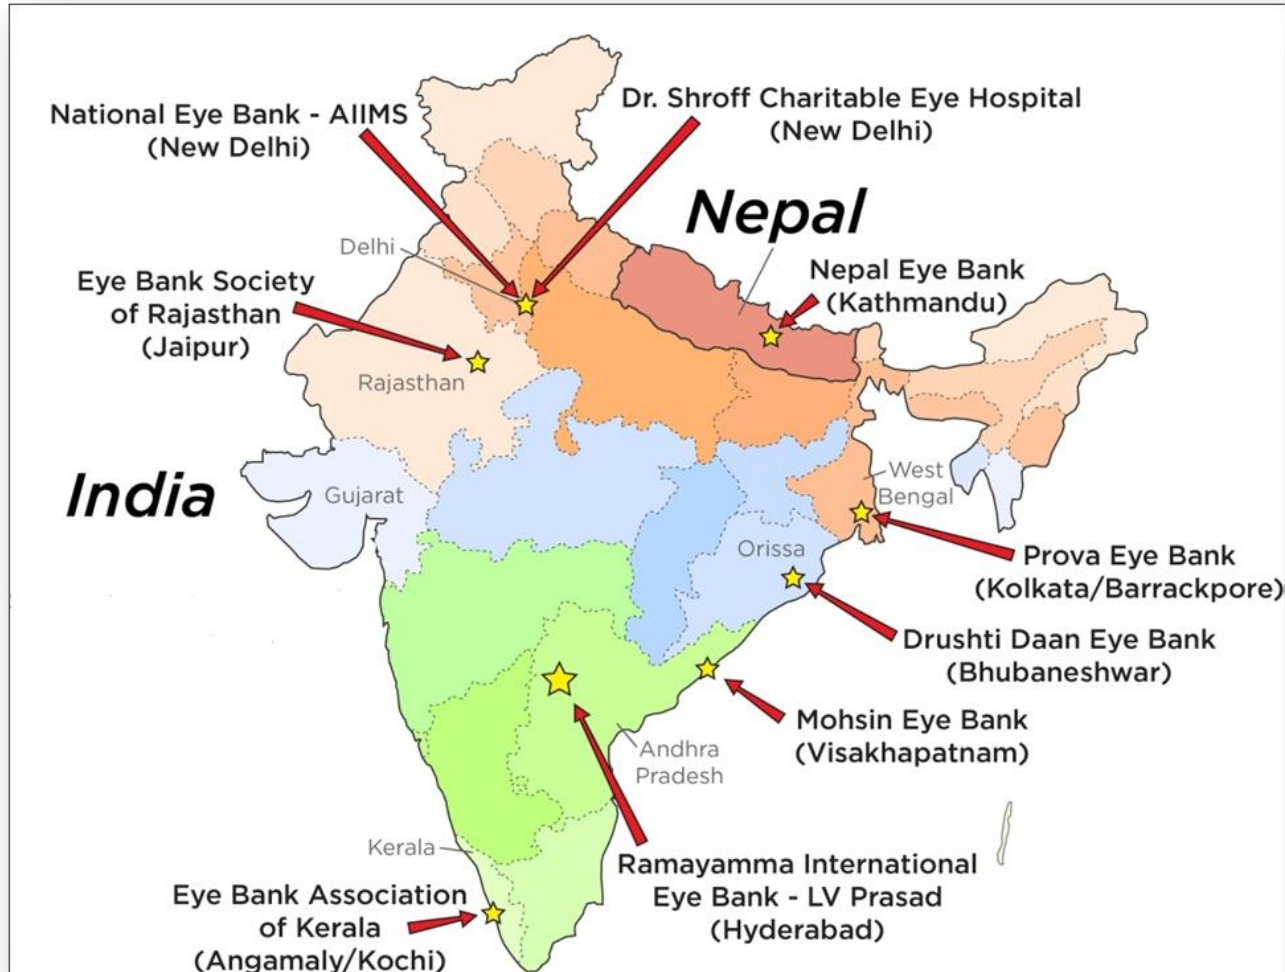 National Eye Bank - AIIMS
(New Delhi)
Dr. Shroff Charitable Eye Hospital
(New Delhi)
Nepal
Delhi
Eye Bank Society
of Rajasthan
(Jaipur)
Nepal Eye Bank
(Kathmandu)
Rajasthan
India
Gujarat
West
Bengal
Orissa
Prova Eye Bank
(Kolkata/Barrackpore)
Drushti Daan Eye Bank
(Bhubaneshwar)
Mohsin Eye Bank
(Visakhapatnam)
Andhra
Pradesh
Kerala
Ramayamma International
Eye Bank - LV Prasad
(Hyderabad)
Eye Bank Association
of Kerala
(Angamaly/Kochi)